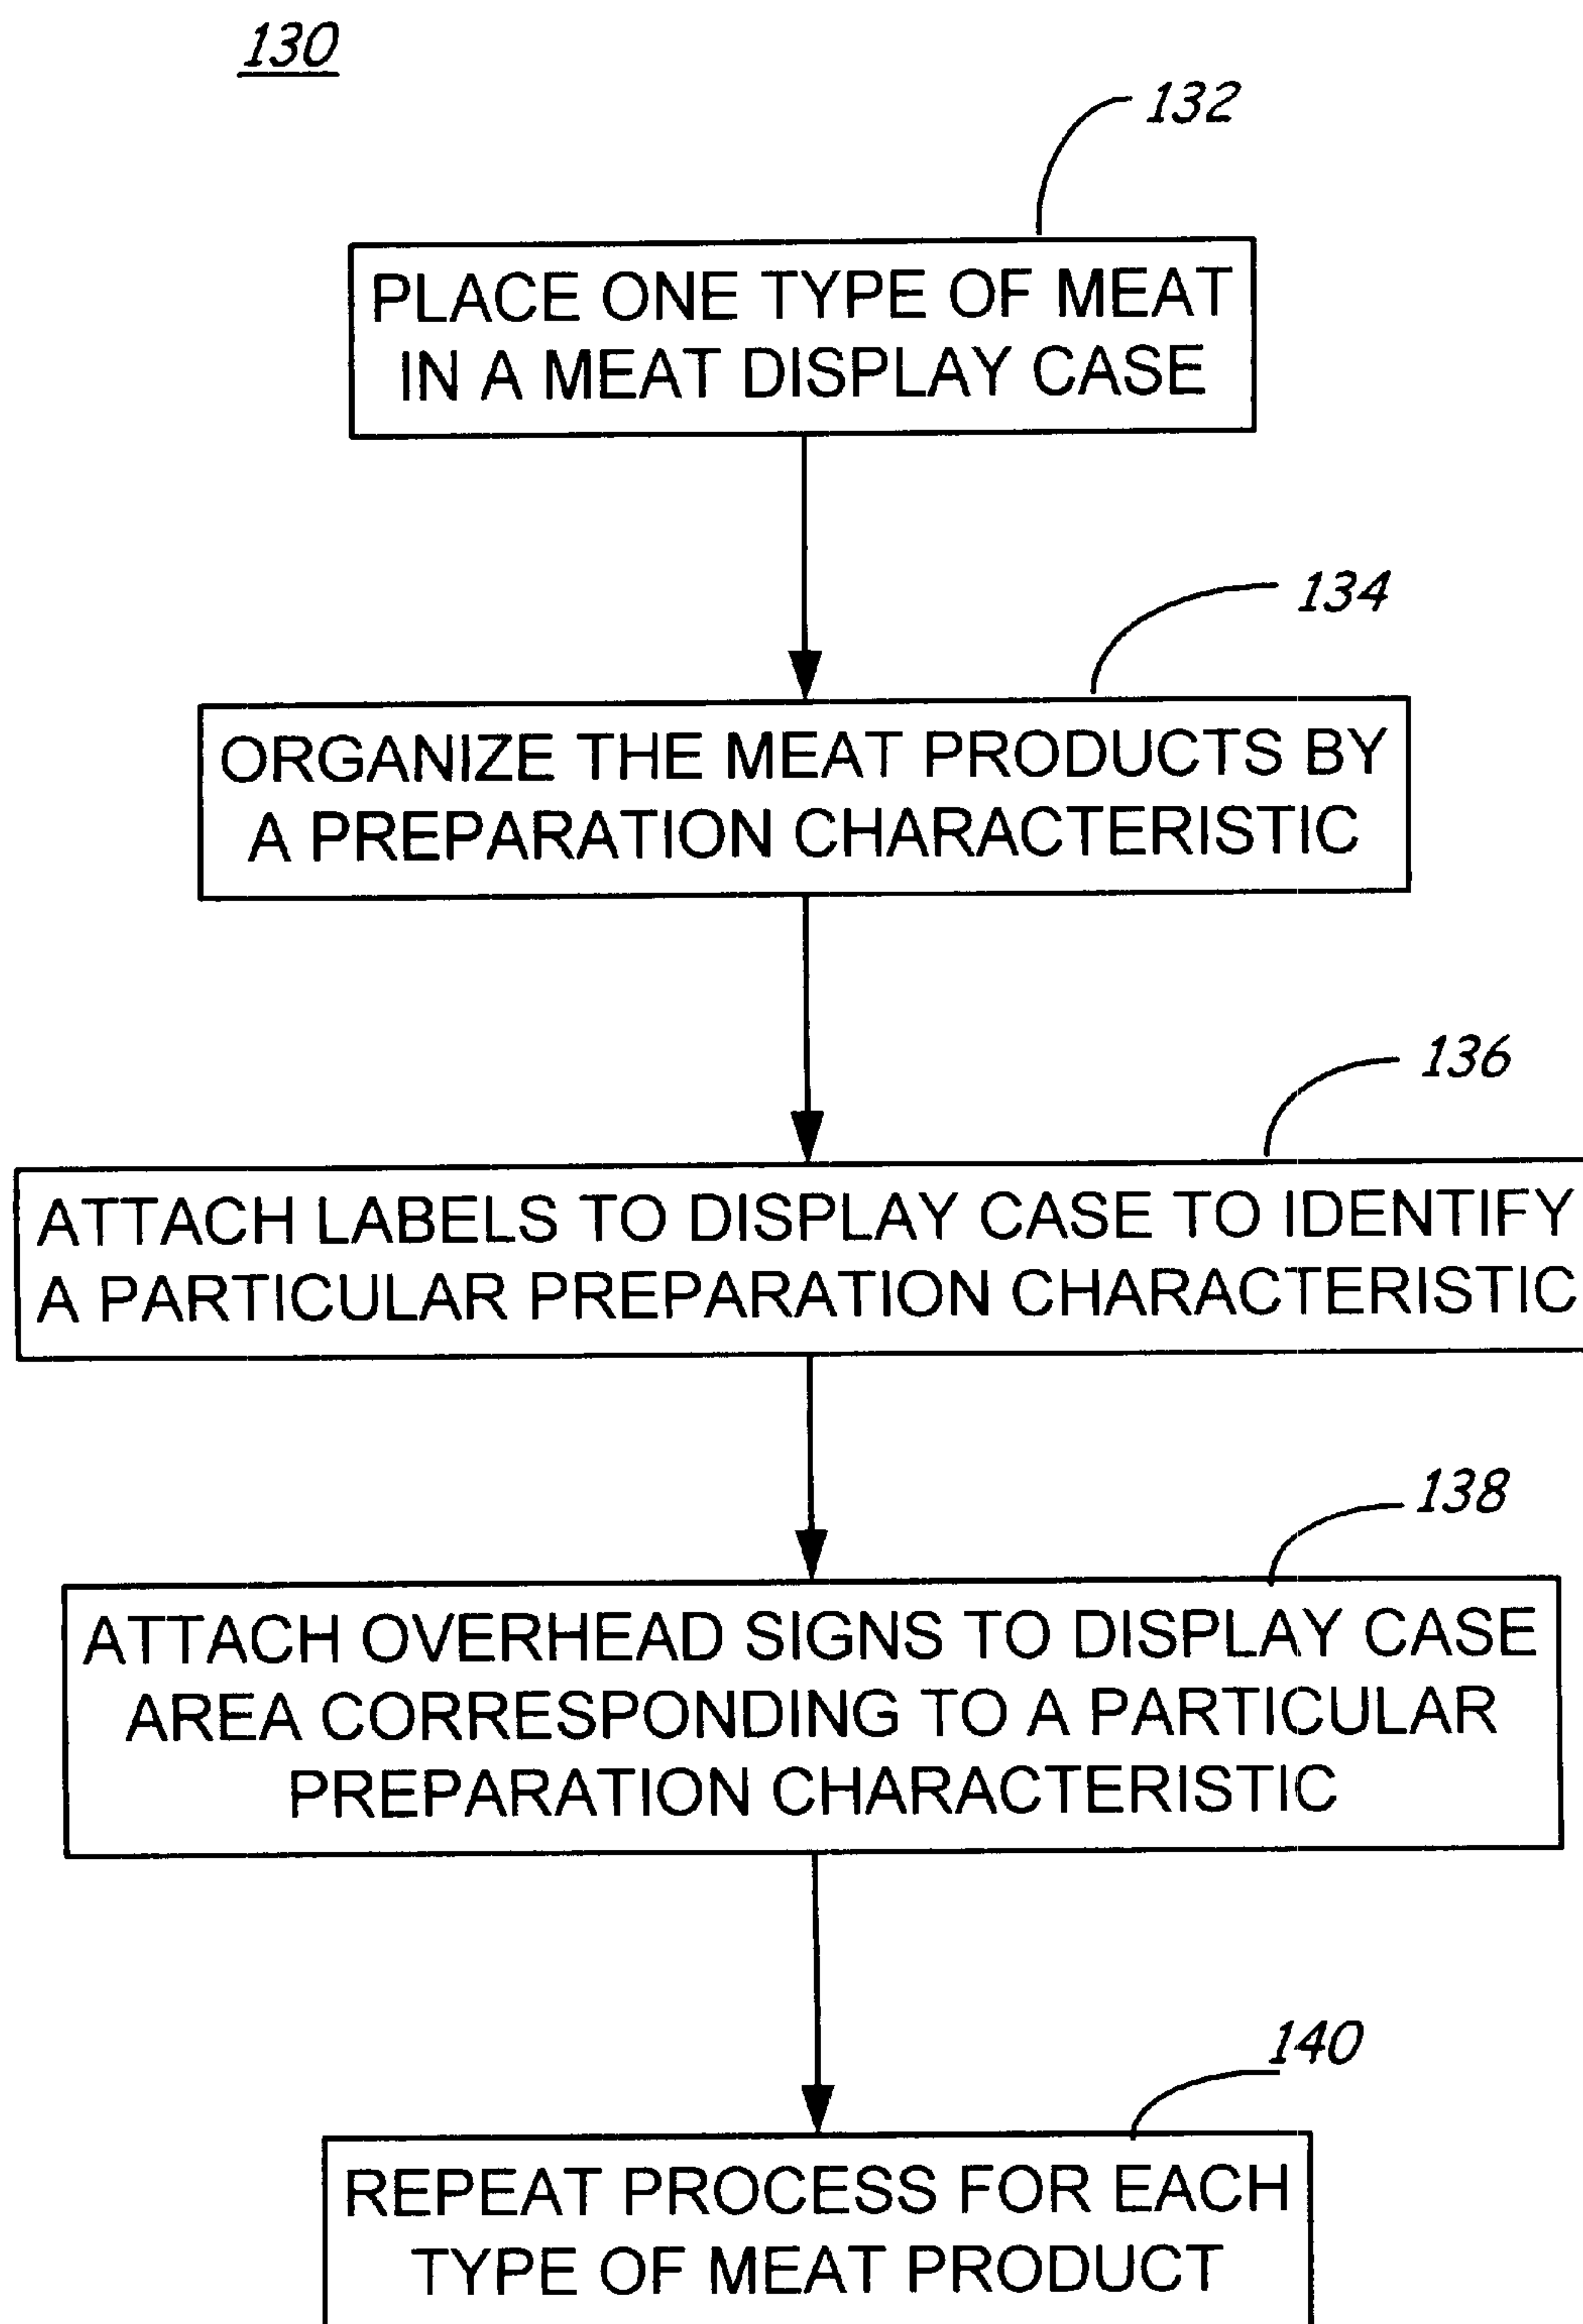 130
132
PLACE ONE TYPE OF MEAT
IN A MEAT DISPLAY CASE
134
ORGANIZE THE MEAT PRODUCTS BY
A PREPARATION CHARACTERISTIC
136
ATTACH LABELS TO DISPLAY CASE TO IDENTIFY
A PARTICULAR PREPARATION CHARACTERISTIC
138
ATTACH OVERHEAD SIGNS TO DISPLAY CASE
AREA CORRESPONDING TO A PARTICULAR
PREPARATION CHARACTERISTIC
140
REPEAT PROCESS FOR EACH
TYPE OF MEAT PRODUCT